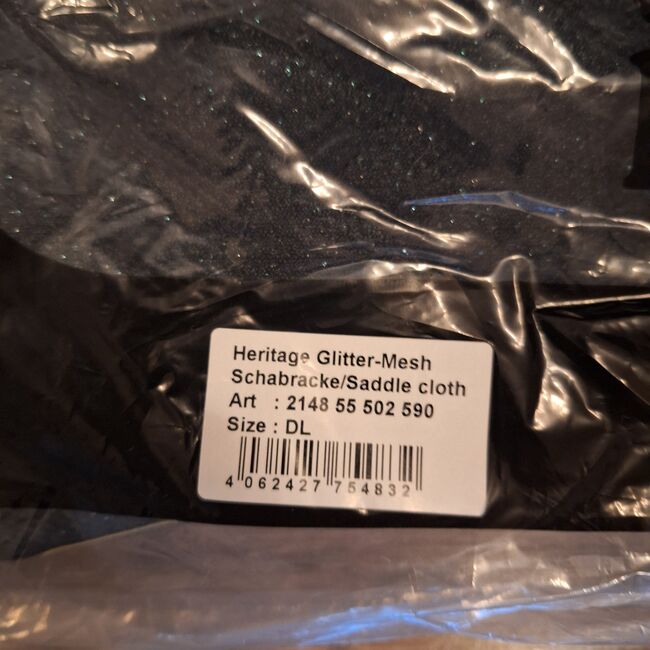 Heritage Glitter-Mesh
Schabracke/Saddle cloth
Art : 2148 55 502 590
Size : DL
4 062427 754832